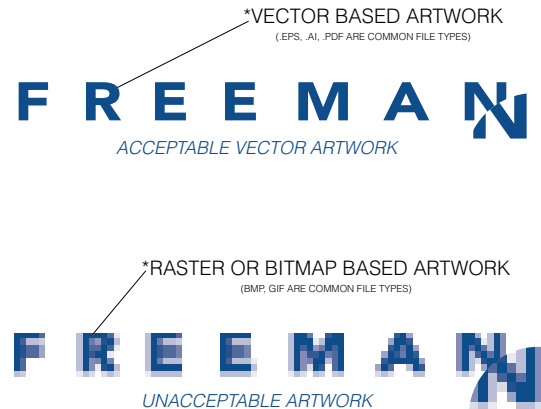 *VECTOR BASED ARTWORK
(.EPS, .AI, .PDF ARE COMMON FILE TYPES)
FREEMAN
ACCEPTABLE VECTOR ARTWORK
*RASTER OR BITMAP BASED ARTWORK
(BMP, GIF ARE COMMON FILE TYPES)
FREEMAN
UNACCEPTABLE ARTWORK